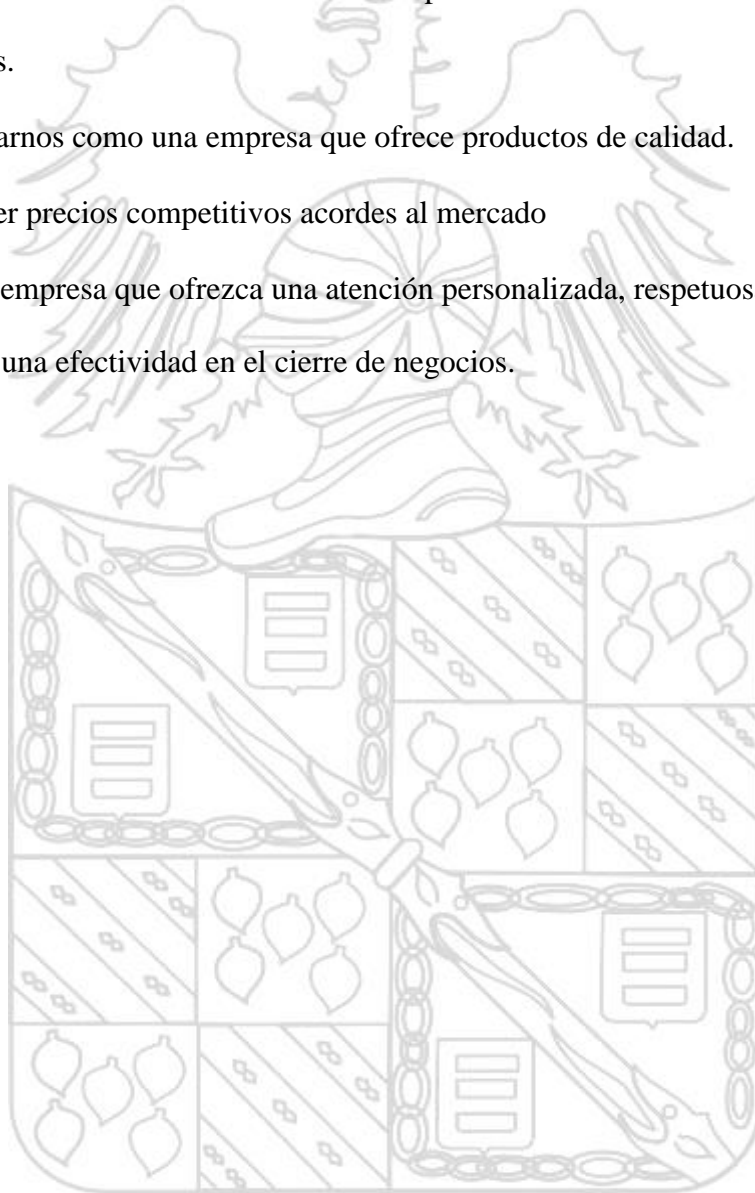 s.
arnos como una empresa que ofrece productos de calidad.
er precios competitivos acordes al mercado
empresa que ofrezca una atención personalizada, respetuos
una efectividad en el cierre de negocios.